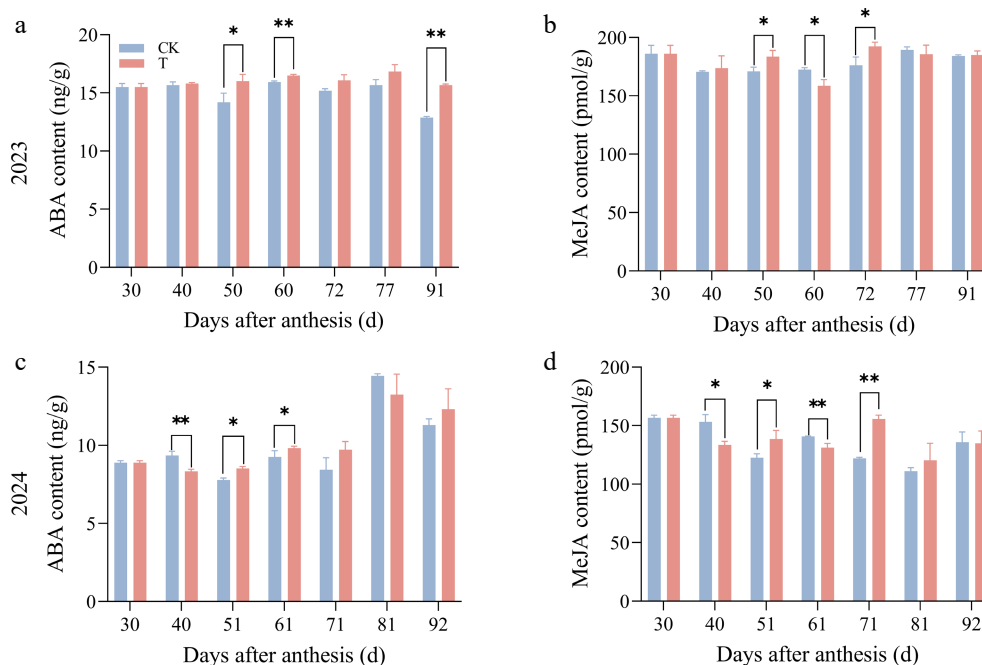 a
2023
ABA content (ng/g)
20
15
10
5
0
CK
T
*
**
**
30 40 50 60 72 77 91
Days after anthesis (d)
b
MeJA content (pmol/g)
200
150
100
50
0
*
*
*
30 40 50 60 72 77 91
Days after anthesis (d)
c
2024
ABA content (ng/g)
15
10
5
0
**
*
*
30 40 51 61 71 81 92
Days after anthesis (d)
d
MeJA content (pmol/g)
200
150
100
50
0
*
*
**
**
30 40 51 61 71 81 92
Days after anthesis (d)